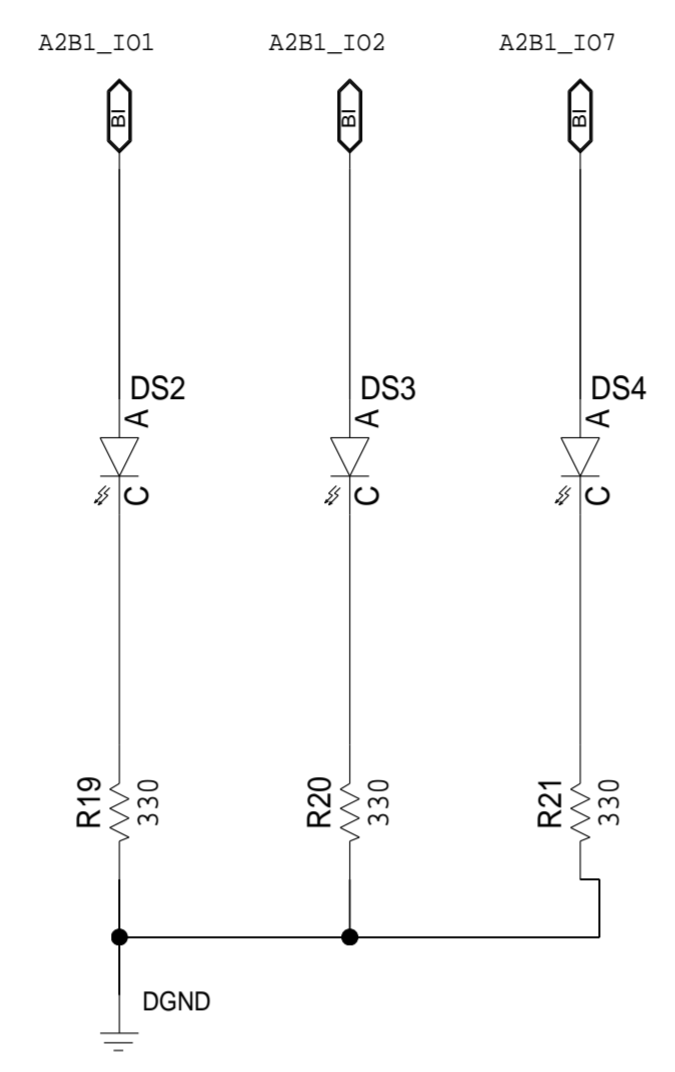 A2B1_IO1 A2B1_IO2 A2B1_IO7
BI BI BI
DS2 DS3 DS4
A A A
C C C
R19 330 R20 330 R21 330
DGND